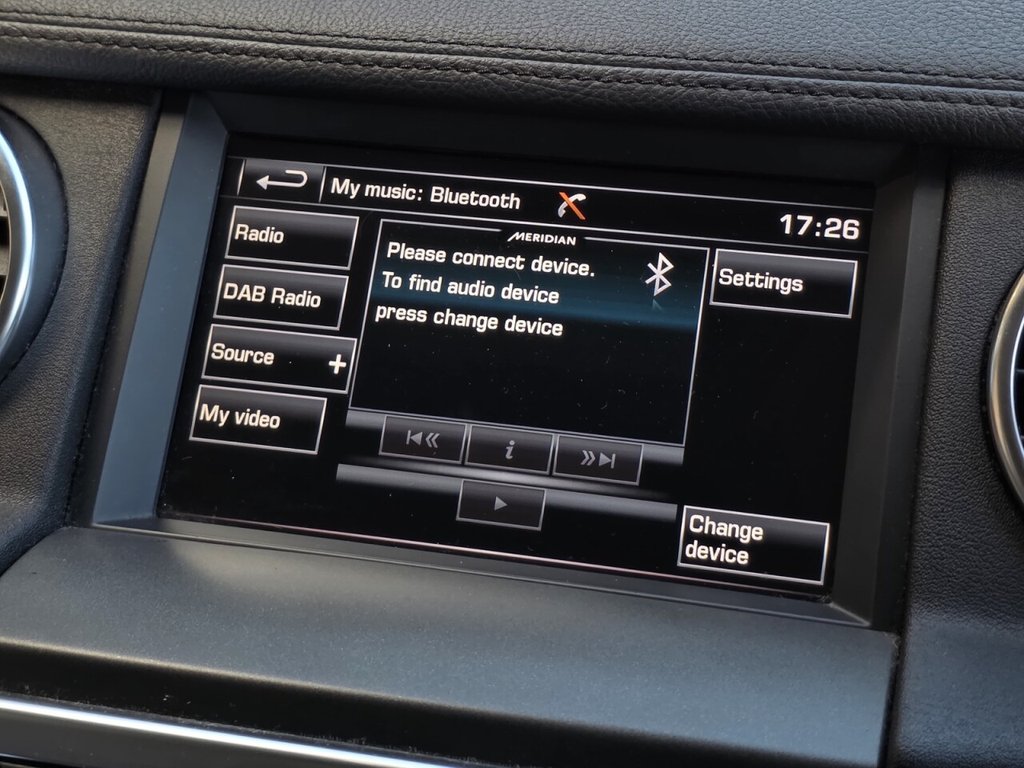 My music: Bluetooth
17:26
Radio
DAB Radio
Source +
My video
MERIDIAN
Please connect device.
To find audio device
press change device
i
Settings
Change
device